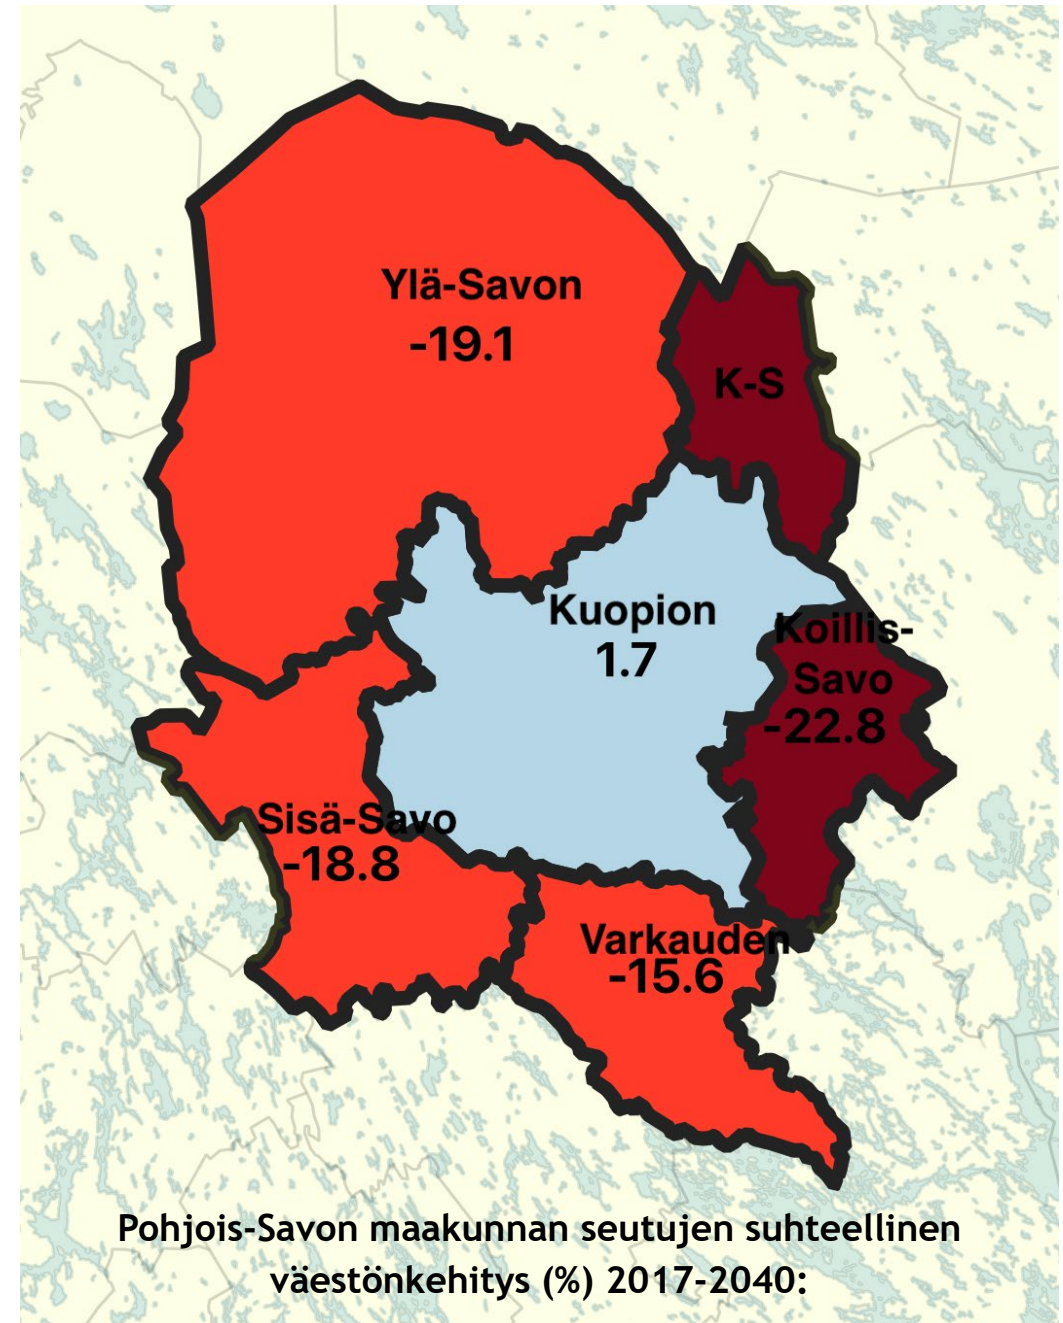 Ylä-Savon
-19.1
K-S
Kuopion
1.7
Koillis-
Savo
-22.8
Sisä-Savo
-18.8
Varkauden
-15.6
Pohjois-Savon maakunnan seutujen suhteellinen
väestönkehitys (%) 2017-2040: